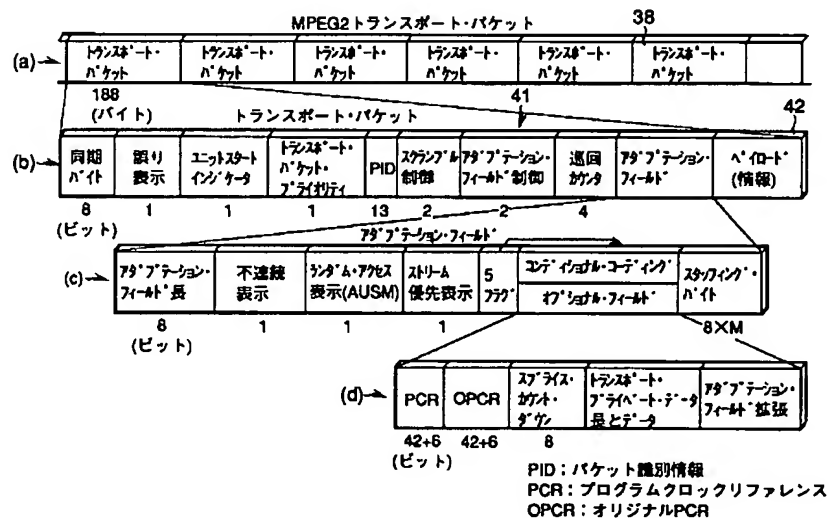 MPEG2トランスポート・パケット
38
(a)
トランスポート・パケット
トランスポート・パケット
トランスポート・パケット
トランスポート・パケット
トランスポート・パケット
トランスポート・パケット
188
(バイト)
トランスポート・パケット
41
42
(b)
同期バイト
誤り表示
ユニットスタートインジケータ
トランスポート・パケット・プライオリティ
PID
スクランブル制御
アダプテーション・フィールド制御
巡回カウンタ
アダプテーション・フィールド
ペイロード(情報)
8 1 1 1 13 2 2 4
(ビット)
アダプテーション・フィールド
(c)
アダプテーション・フィールド長
不連続表示
ランダム・アクセス表示(AUSM)
ストリーム優先表示
5フラグ
コンディショナル・コーディング
オプショナル・フィールド
スタッフィング・バイト
8 1 1 1 8×M
(ビット)
(d)
PCR
OPCR
スプライス・カウント・ダウン
トランスポート・プライベート・データ長とデータ
アダプテーション・フィールド拡張
42+6 42+6 8
(ビット)
PID：パケット識別情報
PCR：プログラムクロックリファレンス
OPCR：オリジナルPCR